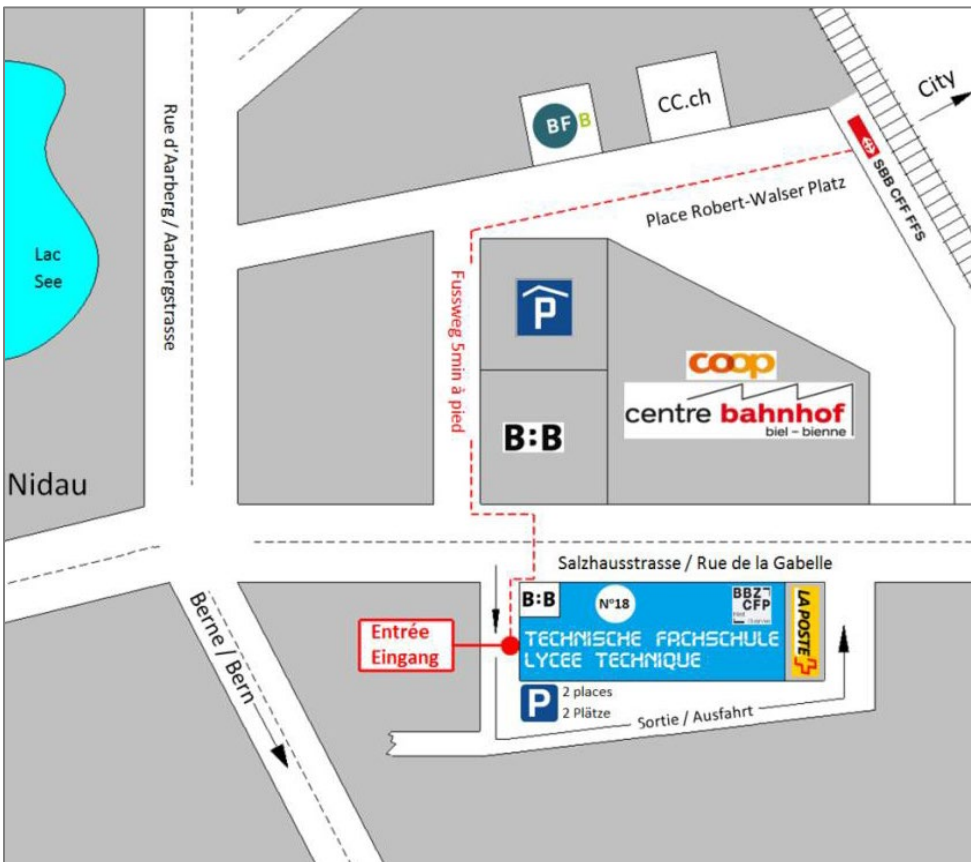 City
CC.ch
BFB
SBB CFF FFS
Rue d'Aarberg / Aarbergstrasse
Place Robert-Walser Platz
Lac
See
Fussweg 5min à pied
P
coop
centre bahnhof
biel – bienne
B:B
Nidau
Salzhausstrasse / Rue de la Gabelle
Berne / Bern
Entrée
Eingang
B:B
N°18
BBZ
CFP
LA POSTE
TECHNISCHE FACHSCHULE
LYCEE TECHNIQUE
P
2 places
2 Plätze
Sortie / Ausfahrt